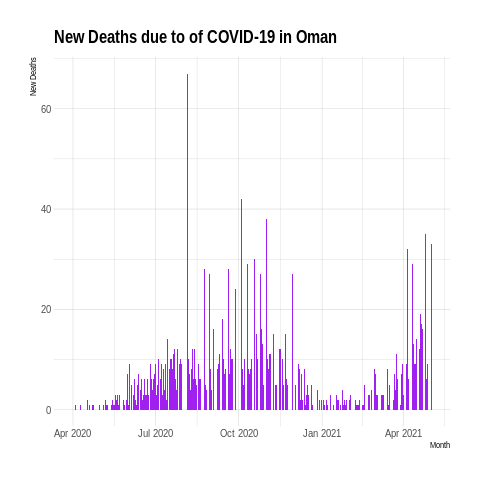 New Deaths due to of COVID-19 in Oman
New Deaths
60
40
20
0
Apr 2020 Jul 2020 Oct 2020 Jan 2021 Apr 2021
Month